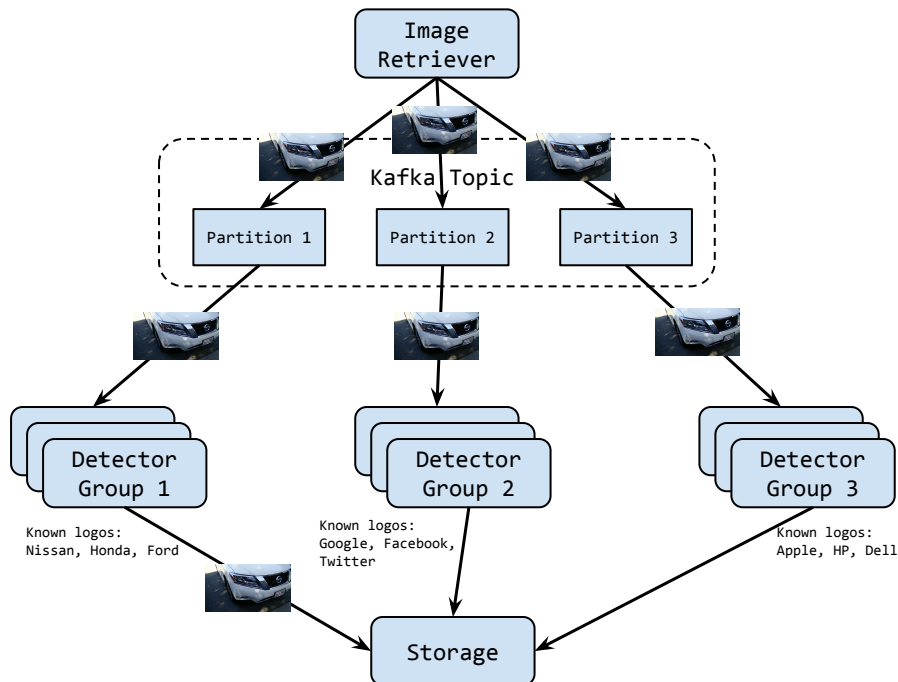 Image
Retriever
Kafka Topic
Partition 1
Partition 2
Partition 3
Detector
Group 1
Detector
Group 2
Detector
Group 3
Known logos:
Nissan, Honda, Ford
Known logos:
Google, Facebook,
Twitter
Known logos:
Apple, HP, Dell
Storage